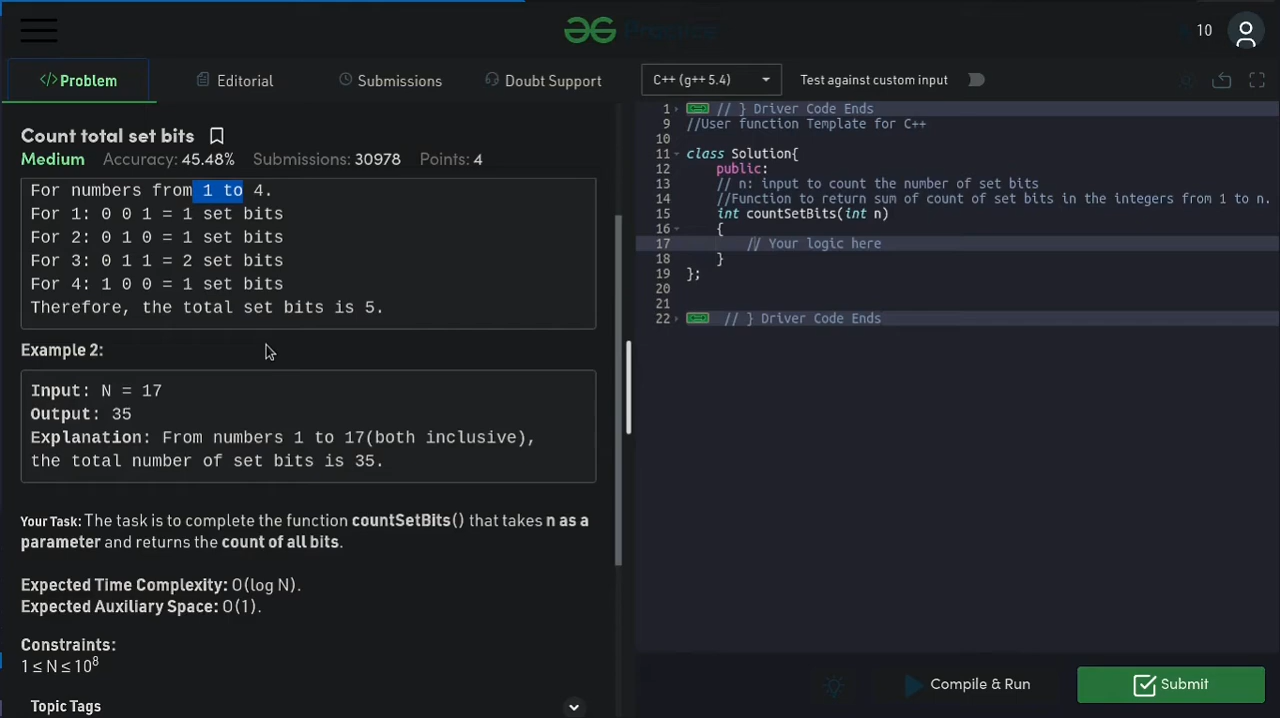 Practice
10
</>Problem
Editorial
Submissions
Doubt Support
C++ (g++ 5.4)
Test against custom input
Count total set bits
Medium Accuracy: 45.48% Submissions: 30978 Points: 4
For numbers from 1 to 4.
For 1: 0 0 1 = 1 set bits
For 2: 0 1 0 = 1 set bits
For 3: 0 1 1 = 2 set bits
For 4: 1 0 0 = 1 set bits
Therefore, the total set bits is 5.
Example 2:
Input: N = 17
Output: 35
Explanation: From numbers 1 to 17(both inclusive),
the total number of set bits is 35.
Your Task: The task is to complete the function countSetBits() that takes n as a
parameter and returns the count of all bits.
Expected Time Complexity: O(log N).
Expected Auxiliary Space: O(1).
Constraints:
1 ≤ N ≤ 10⁸
Topic Tags
1 // } Driver Code Ends
9 //User function Template for C++
10
11 class Solution{
12 public:
13 // n: input to count the number of set bits
14 //Function to return sum of count of set bits in the integers from 1 to n.
15 int countSetBits(int n)
16 {
17 // Your logic here
18 }
19 };
20
21
22 // } Driver Code Ends
Compile & Run
Submit